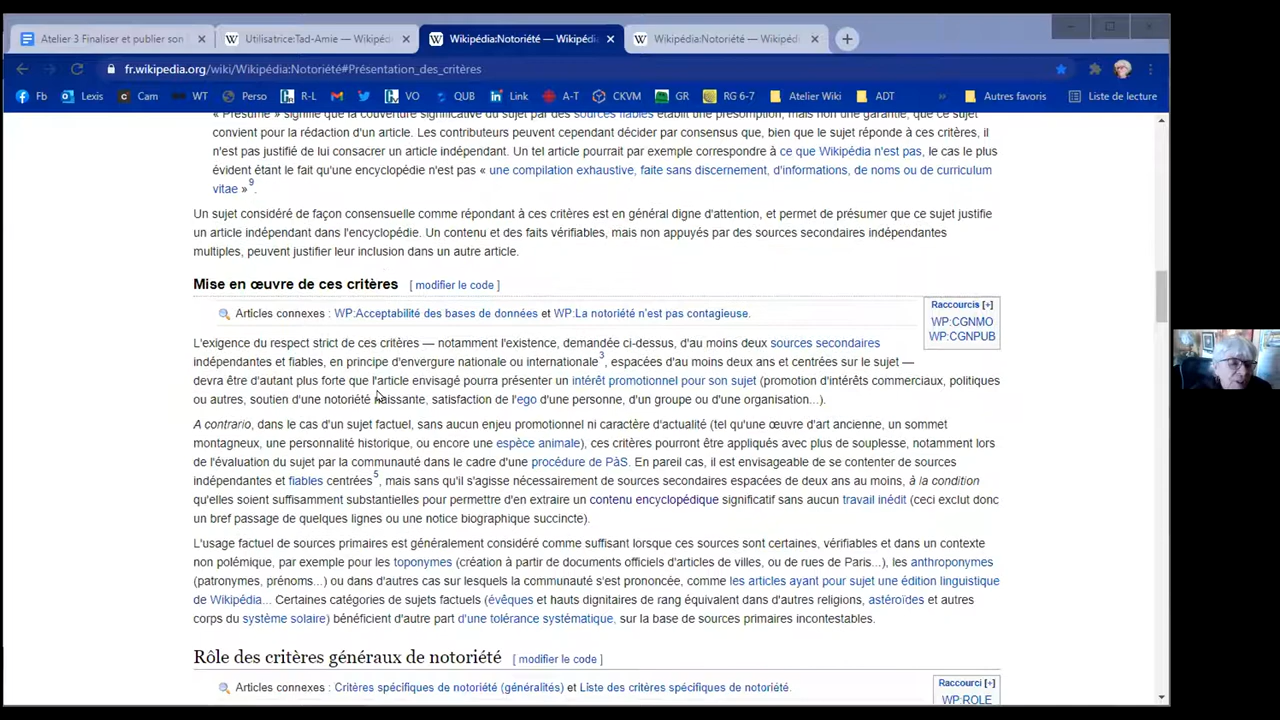 Atelier 3 Finaliser et publier son
Utilisatrice:Tad-Amie — Wikipéd
Wikipédia:Notoriété — Wikipédi
Wikipédia:Notoriété — Wikipéd
fr.wikipedia.org/wiki/Wikipédia:Notoriété#Présentation_des_critères
Fb
Lexis
Cam
WT
Perso
R-L
VO
QUB
Link
A-T
CKVM
GR
RG 6-7
Atelier Wiki
ADT
»
Autres favoris
Liste de lecture
« Présumé » signifie que la couverture significative du sujet par des sources fiables établit une présomption, mais non une garantie, que ce sujet
convient pour la rédaction d'un article. Les contributeurs peuvent cependant décider par consensus que, bien que le sujet réponde à ces critères, il
n'est pas justifié de lui consacrer un article indépendant. Un tel article pourrait par exemple correspondre à ce que Wikipédia n'est pas, le cas le plus
évident étant le fait qu'une encyclopédie n'est pas « une compilation exhaustive, faite sans discernement, d'informations, de noms ou de curriculum
vitae »9.
Un sujet considéré de façon consensuelle comme répondant à ces critères est en général digne d'attention, et permet de présumer que ce sujet justifie
un article indépendant dans l'encyclopédie. Un contenu et des faits vérifiables, mais non appuyés par des sources secondaires indépendantes
multiples, peuvent justifier leur inclusion dans un autre article.
Mise en œuvre de ces critères [ modifier le code ]
Articles connexes : WP:Acceptabilité des bases de données et WP:La notoriété n'est pas contagieuse.
Raccourcis [+]
WP:CGNMO
WP:CGNPUB
L'exigence du respect strict de ces critères — notamment l'existence, demandée ci-dessus, d'au moins deux sources secondaires
indépendantes et fiables, en principe d'envergure nationale ou internationale3, espacées d'au moins deux ans et centrées sur le sujet —
devra être d'autant plus forte que l'article envisagé pourra présenter un intérêt promotionnel pour son sujet (promotion d'intérêts commerciaux, politiques
ou autres, soutien d'une notoriété naissante, satisfaction de l'ego d'une personne, d'un groupe ou d'une organisation...).
A contrario, dans le cas d'un sujet factuel, sans aucun enjeu promotionnel ni caractère d'actualité (tel qu'une œuvre d'art ancienne, un sommet
montagneux, une personnalité historique, ou encore une espèce animale), ces critères pourront être appliqués avec plus de souplesse, notamment lors
de l'évaluation du sujet par la communauté dans le cadre d'une procédure de PàS. En pareil cas, il est envisageable de se contenter de sources
indépendantes et fiables centrées5, mais sans qu'il s'agisse nécessairement de sources secondaires espacées de deux ans au moins, à la condition
qu'elles soient suffisamment substantielles pour permettre d'en extraire un contenu encyclopédique significatif sans aucun travail inédit (ceci exclut donc
un bref passage de quelques lignes ou une notice biographique succincte).
L'usage factuel de sources primaires est généralement considéré comme suffisant lorsque ces sources sont certaines, vérifiables et dans un contexte
non polémique, par exemple pour les toponymes (création à partir de documents officiels d'articles de villes, ou de rues de Paris...), les anthroponymes
(patronymes, prénoms...) ou dans d'autres cas sur lesquels la communauté s'est prononcée, comme les articles ayant pour sujet une édition linguistique
de Wikipédia... Certaines catégories de sujets factuels (évêques et hauts dignitaires de rang équivalent dans d'autres religions, astéroïdes et autres
corps du système solaire) bénéficient d'autre part d'une tolérance systématique, sur la base de sources primaires incontestables.
Rôle des critères généraux de notoriété [ modifier le code ]
Articles connexes : Critères spécifiques de notoriété (généralités) et Liste des critères spécifiques de notoriété.
Raccourci [+]
WP:ROLE